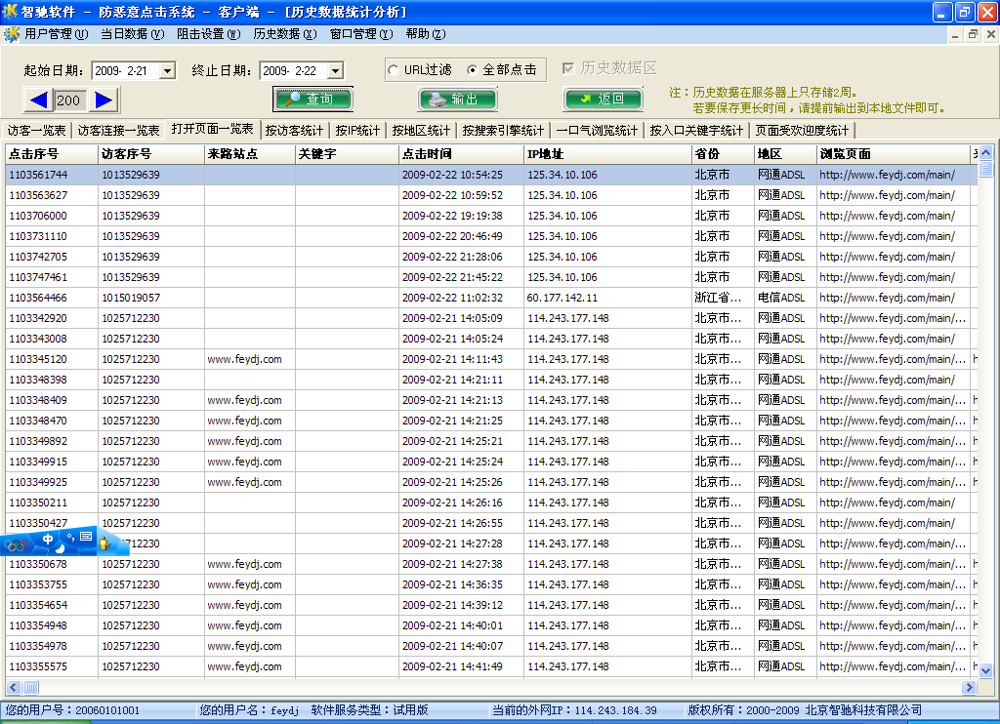 智驰软件 - 防恶意点击系统 - 客户端 - [历史数据统计分析]
用户管理(U) 当日数据(V) 阻击设置(W) 历史数据(X) 窗口管理(Y) 帮助(Z)
起始日期: 2009- 2-21 终止日期: 2009- 2-22 URL过滤 全部点击 历史数据区
200 查询 输出 返回 注：历史数据在服务器上只存储2周。
若要保存更长时间，请提前输出到本地文件即可。
访客一览表 访客连接一览表 打开页面一览表 按访客统计 按IP统计 按地区统计 按搜索引擎统计 一口气浏览统计 按入口关键字统计 页面受欢迎度统计
点击序号 访客序号 来路站点 关键字 点击时间 IP地址 省份 地区 浏览页面
1103561744 1013529639 2009-02-22 10:54:25 125.34.10.106 北京市 网通ADSL http://www.feydj.com/main/
1103563627 1013529639 2009-02-22 10:59:52 125.34.10.106 北京市 网通ADSL http://www.feydj.com/main/
1103706000 1013529639 2009-02-22 19:19:38 125.34.10.106 北京市 网通ADSL http://www.feydj.com/main/
1103731110 1013529639 2009-02-22 20:46:49 125.34.10.106 北京市 网通ADSL http://www.feydj.com/main/
1103742705 1013529639 2009-02-22 21:28:06 125.34.10.106 北京市 网通ADSL http://www.feydj.com/main/
1103747461 1013529639 2009-02-22 21:45:22 125.34.10.106 北京市 网通ADSL http://www.feydj.com/main/
1103564466 1015019057 2009-02-22 11:02:32 60.177.142.11 浙江省... 电信ADSL http://www.feydj.com/main/
1103342920 1025712230 2009-02-21 14:05:09 114.243.177.148 北京市... 网通ADSL http://www.feydj.com/main/...
1103343008 1025712230 2009-02-21 14:05:24 114.243.177.148 北京市... 网通ADSL http://www.feydj.com/main/
1103345120 1025712230 www.feydj.com 2009-02-21 14:11:43 114.243.177.148 北京市... 网通ADSL http://www.feydj.com/main/... h
1103348398 1025712230 2009-02-21 14:21:11 114.243.177.148 北京市... 网通ADSL http://www.feydj.com/main/
1103348409 1025712230 www.feydj.com 2009-02-21 14:21:13 114.243.177.148 北京市... 网通ADSL http://www.feydj.com/main/... h
1103348470 1025712230 www.feydj.com 2009-02-21 14:21:25 114.243.177.148 北京市... 网通ADSL http://www.feydj.com/main/... h
1103349892 1025712230 www.feydj.com 2009-02-21 14:25:21 114.243.177.148 北京市... 网通ADSL http://www.feydj.com/main/... h
1103349915 1025712230 www.feydj.com 2009-02-21 14:25:24 114.243.177.148 北京市... 网通ADSL http://www.feydj.com/main/... h
1103349925 1025712230 www.feydj.com 2009-02-21 14:25:26 114.243.177.148 北京市... 网通ADSL http://www.feydj.com/main/... h
1103350211 1025712230 2009-02-21 14:26:16 114.243.177.148 北京市... 网通ADSL http://www.feydj.com/main/
1103350427 1025712230 2009-02-21 14:26:55 114.243.177.148 北京市... 网通ADSL http://www.feydj.com/main/
中 712230 2009-02-21 14:27:28 114.243.177.148 北京市... 网通ADSL http://www.feydj.com/main/
1103350678 1025712230 www.feydj.com 2009-02-21 14:27:38 114.243.177.148 北京市... 网通ADSL http://www.feydj.com/main/... h
1103353755 1025712230 www.feydj.com 2009-02-21 14:36:35 114.243.177.148 北京市... 网通ADSL http://www.feydj.com/main/... h
1103354654 1025712230 www.feydj.com 2009-02-21 14:39:12 114.243.177.148 北京市... 网通ADSL http://www.feydj.com/main/... h
1103354948 1025712230 www.feydj.com 2009-02-21 14:40:01 114.243.177.148 北京市... 网通ADSL http://www.feydj.com/main/... h
1103354978 1025712230 www.feydj.com 2009-02-21 14:40:07 114.243.177.148 北京市... 网通ADSL http://www.feydj.com/main/... h
1103355575 1025712230 www.feydj.com 2009-02-21 14:41:49 114.243.177.148 北京市... 网通ADSL http://www.feydj.com/main/... h
您的用户号：20060101001 您的用户名：feydj 软件服务类型：试用版 当前的外网IP：114.243.184.39 版权所有：2000-2009 北京智驰科技有限公司